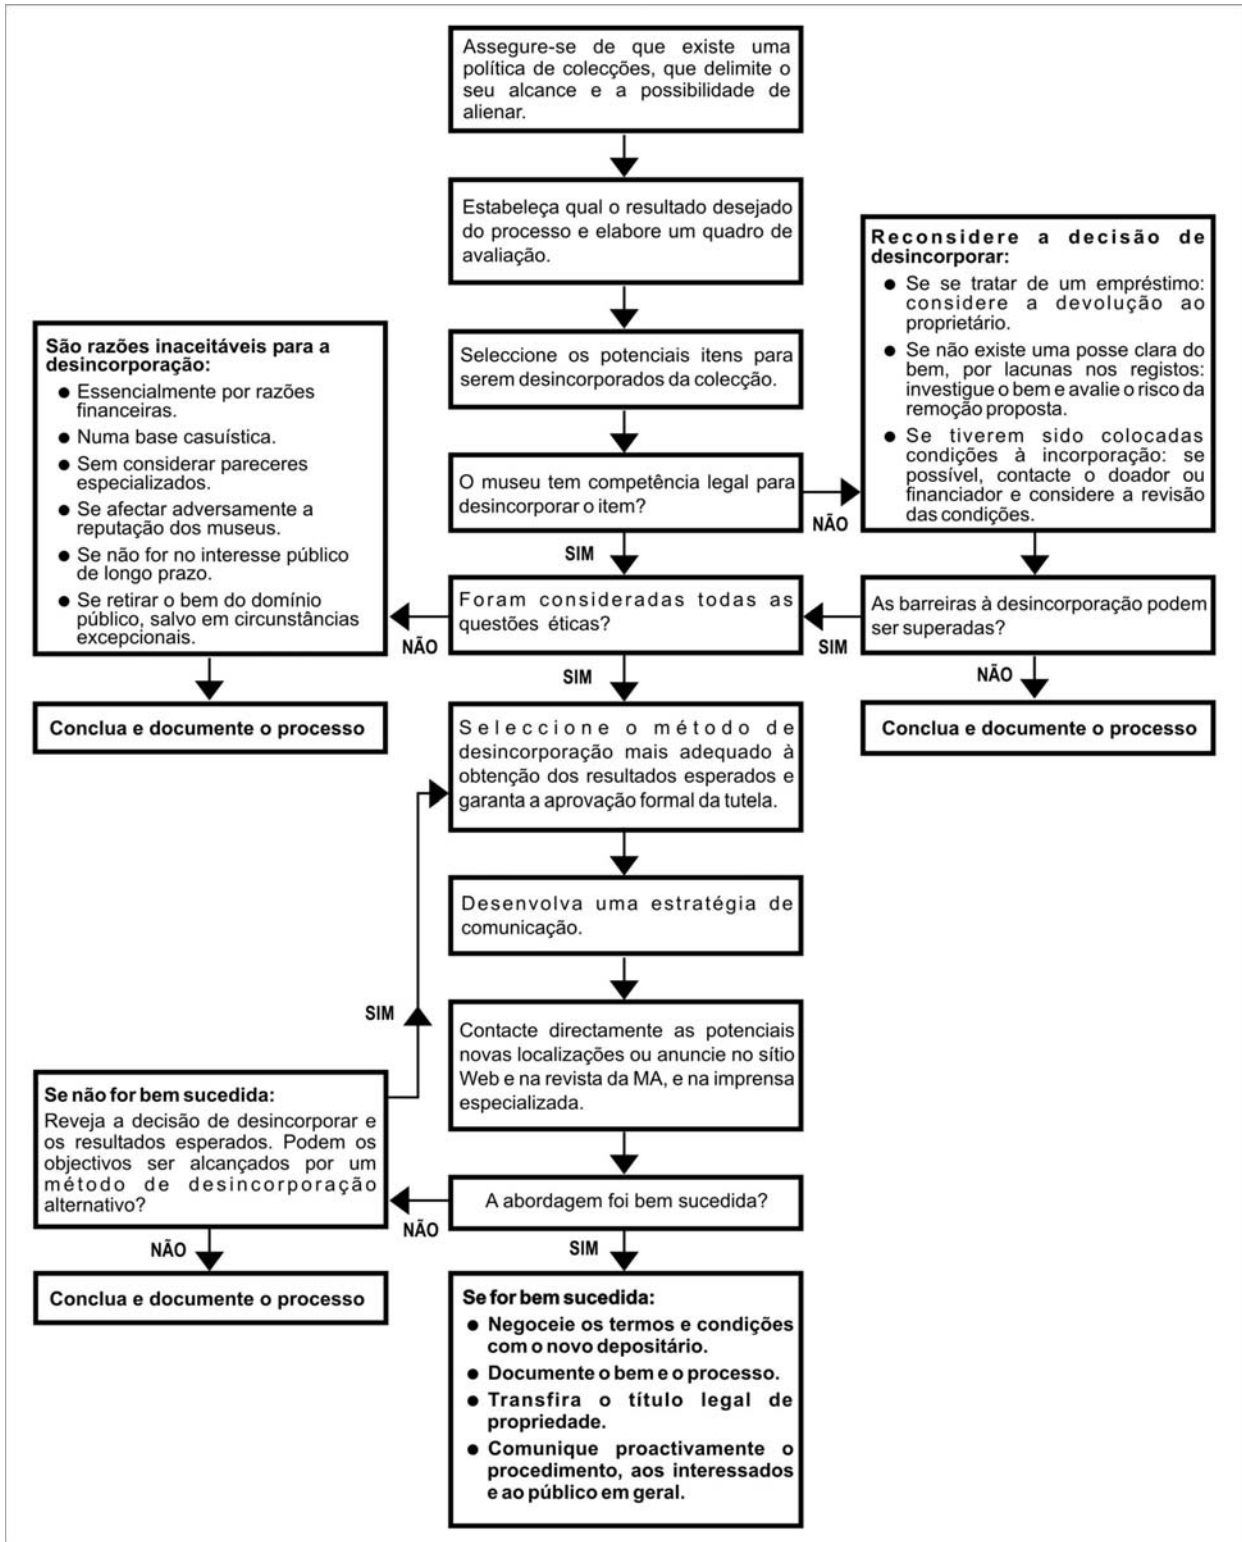 Assegure-se de que existe uma
política de colecções, que delimite o
seu alcance e a possibilidade de
alienar.
Estabeleça qual o resultado desejado
do processo e elabore um quadro de
avaliação.
Seleccione os potenciais itens para
serem desincorporados da colecção.
O museu tem competência legal para
desincorporar o item?
NÃO
SIM
Reconsidere a decisão de
desincorporar:
● Se se tratar de um empréstimo:
considere a devolução ao
proprietário.
● Se não existe uma posse clara do
bem, por lacunas nos registos:
investigue o bem e avalie o risco da
remoção proposta.
● Se tiverem sido colocadas
condições à incorporação: se
possível, contacte o doador ou
financiador e considere a revisão
das condições.
As barreiras à desincorporação podem
ser superadas?
SIM
NÃO
Conclua e documente o processo
Foram consideradas todas as
questões éticas?
NÃO
SIM
São razões inaceitáveis para a
desincorporação:
● Essencialmente por razões
financeiras.
● Numa base casuística.
● Sem considerar pareceres
especializados.
● Se afectar adversamente a
reputação dos museus.
● Se não for no interesse público
de longo prazo.
● Se retirar o bem do domínio
público, salvo em circunstâncias
excepcionais.
Conclua e documente o processo
Seleccione o método de
desincorporação mais adequado à
obtenção dos resultados esperados e
garanta a aprovação formal da tutela.
Desenvolva uma estratégia de
comunicação.
Contacte directamente as potenciais
novas localizações ou anuncie no sítio
Web e na revista da MA, e na imprensa
especializada.
A abordagem foi bem sucedida?
NÃO
SIM
Se não for bem sucedida:
Reveja a decisão de desincorporar e
os resultados esperados. Podem os
objectivos ser alcançados por um
método de desincorporação
alternativo?
SIM
NÃO
Conclua e documente o processo
Se for bem sucedida:
● Negoceie os termos e condições
com o novo depositário.
● Documente o bem e o processo.
● Transfira o título legal de
propriedade.
● Comunique proactivamente o
procedimento, aos interessados
e ao público em geral.